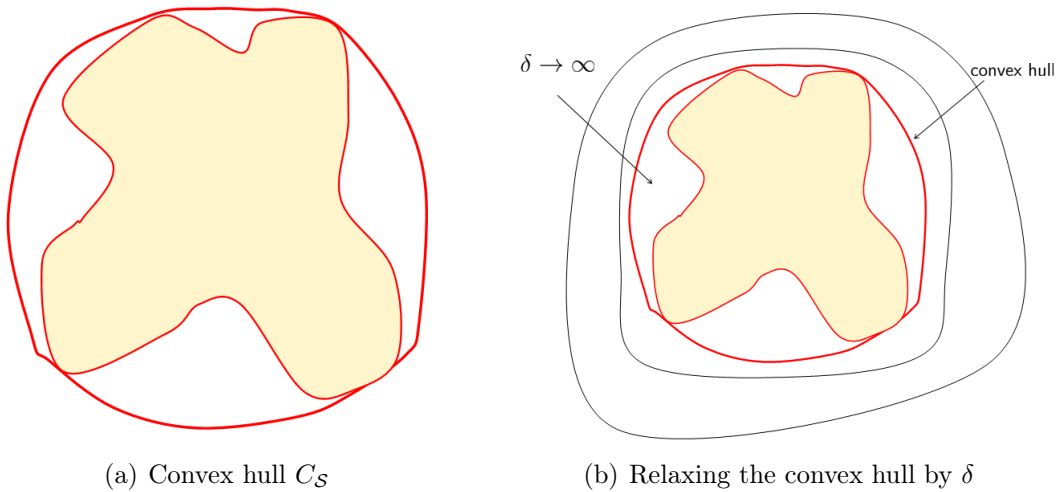 δ → ∞
convex hull
(a) Convex hull C_𝒮
(b) Relaxing the convex hull by δ